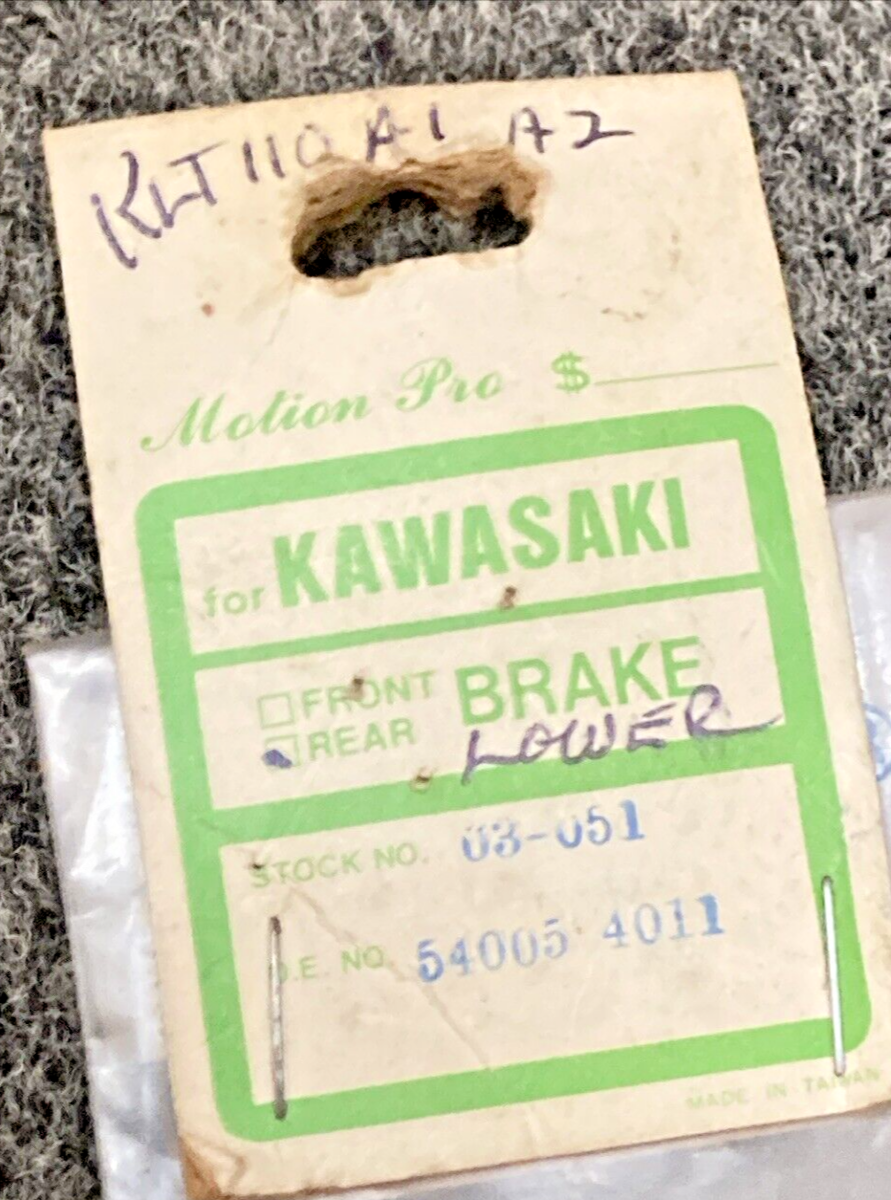 KLT110 A1 A2
Motion Pro $
for KAWASAKI
FRONT BRAKE
REAR LOWER
STOCK NO. 03-051
O.E. NO. 54005 4011
MADE IN TAIWAN